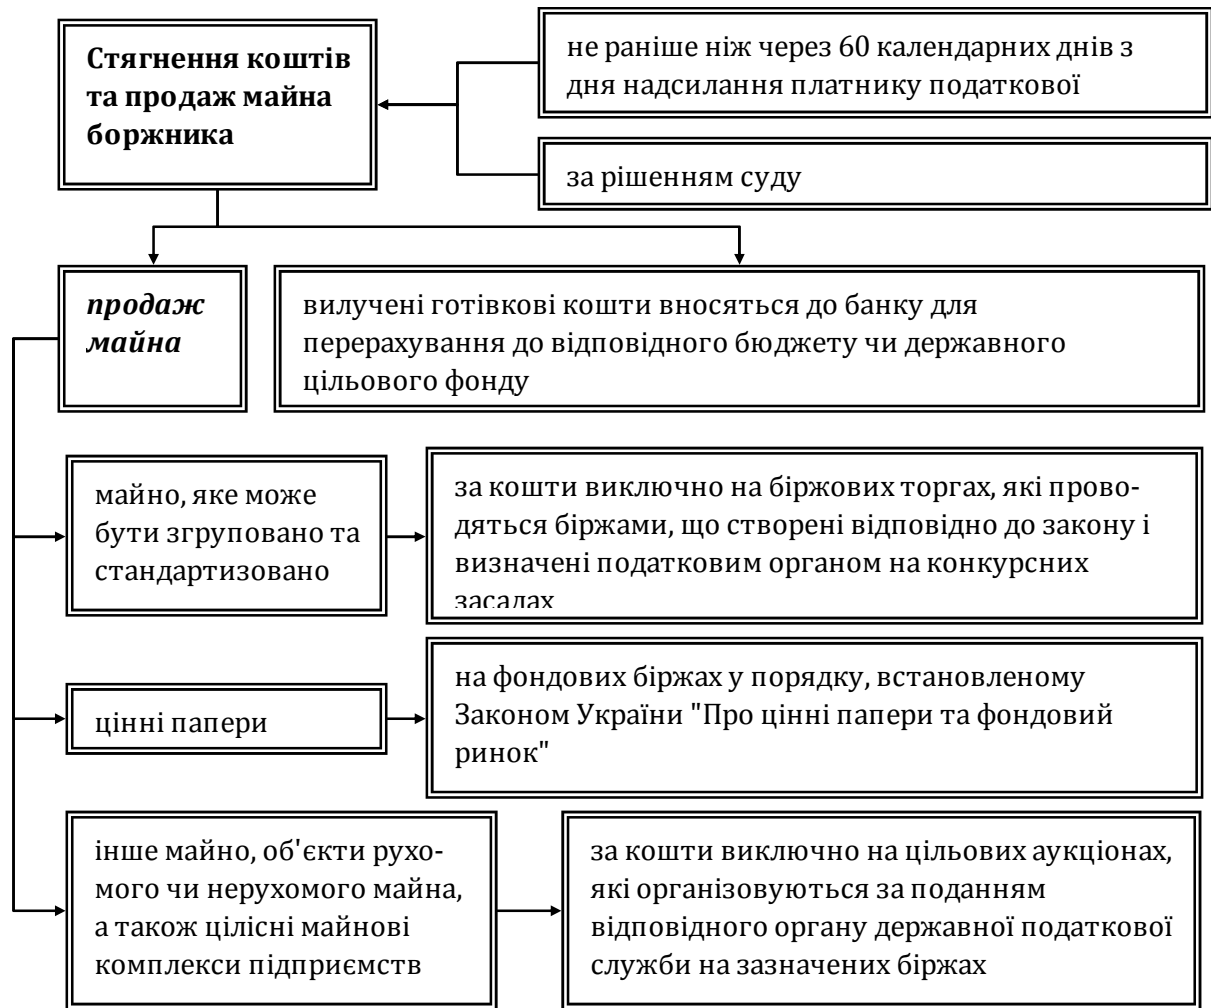 Стягнення коштів
та продаж майна
боржника
не раніше ніж через 60 календарних днів з
дня надсилання платнику податкової
за рішенням суду
продаж
майна
вилучені готівкові кошти вносяться до банку для
перерахування до відповідного бюджету чи державного
цільового фонду
майно, яке може
бути згруповано та
стандартизовано
за кошти виключно на біржових торгах, які прово-
дяться біржами, що створені відповідно до закону і
визначені податковим органом на конкурсних
засадах
цінні папери
на фондових біржах у порядку, встановленому
Законом України "Про цінні папери та фондовий
ринок"
інше майно, об'єкти рухо-
мого чи нерухомого майна,
а також цілісні майнові
комплекси підприємств
за кошти виключно на цільових аукціонах,
які організовуються за поданням
відповідного органу державної податкової
служби на зазначених біржах